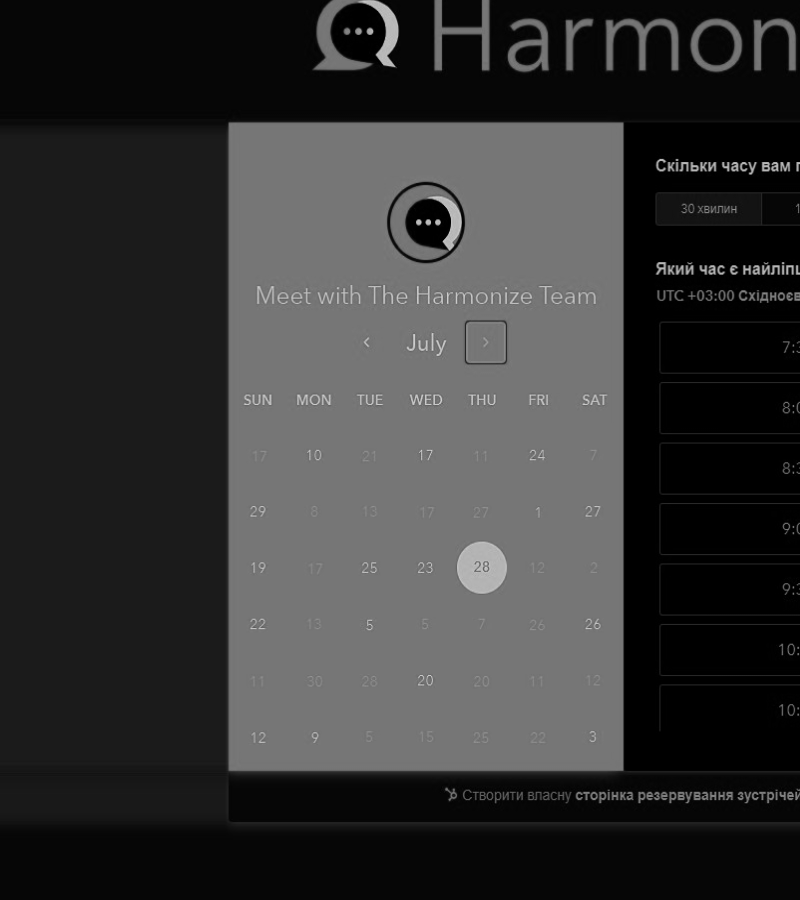 Harmon
Meet with The Harmonize Team
‹ July ›
SUN MON TUE WED THU FRI SAT
17 10 21 17 11 24 7
29 8 13 17 27 1 27
19 17 25 23 28 12 2
22 13 5 5 7 26 26
11 30 28 20 20 11 12
12 9 5 15 25 22 3
Скільки часу вам
30 хвилин 1
Який час є найліпш
UTC +03:00 Східноєв
7:3
8:0
8:3
9:0
9:3
10:
10:
Створити власну сторінка резервування зустрічей